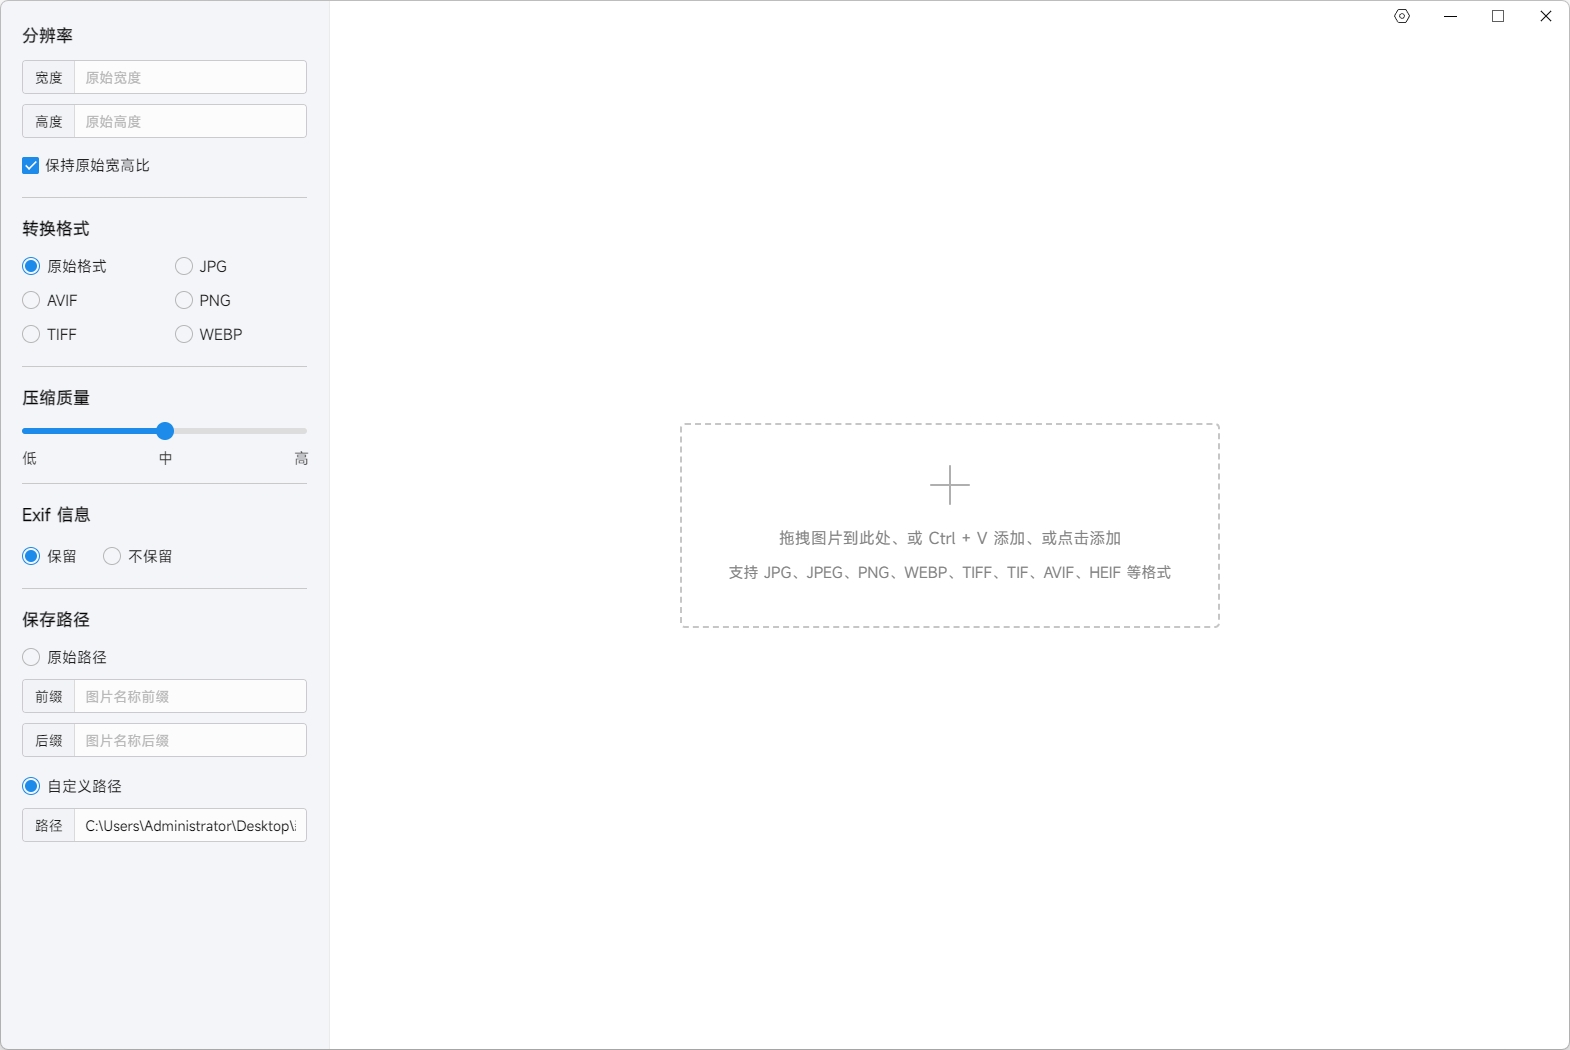 分辨率
宽度 原始宽度
高度 原始高度
保持原始宽高比
转换格式
原始格式 JPG
AVIF PNG
TIFF WEBP
压缩质量
低 中 高
Exif 信息
保留 不保留
保存路径
原始路径
前缀 图片名称前缀
后缀 图片名称后缀
自定义路径
路径 C:\Users\Administrator\Desktop\
拖拽图片到此处、或 Ctrl + V 添加、或点击添加
支持 JPG、JPEG、PNG、WEBP、TIFF、TIF、AVIF、HEIF 等格式